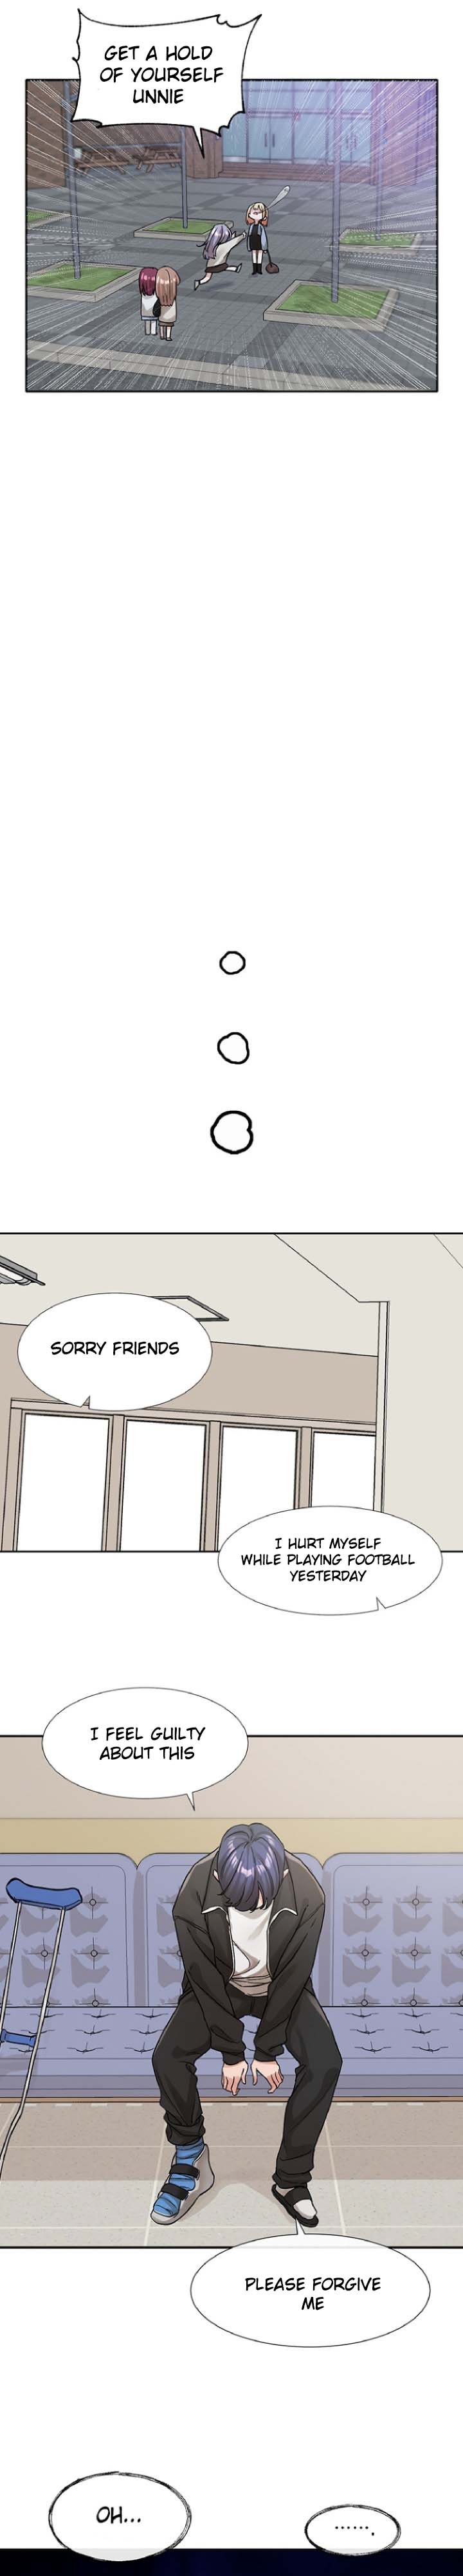 GET A HOLD
OF YOURSELF
UNNIE
SORRY FRIENDS
I HURT MYSELF
WHILE PLAYING FOOTBALL
YESTERDAY
I FEEL GUILTY
ABOUT THIS
PLEASE FORGIVE
ME
OH...
.......